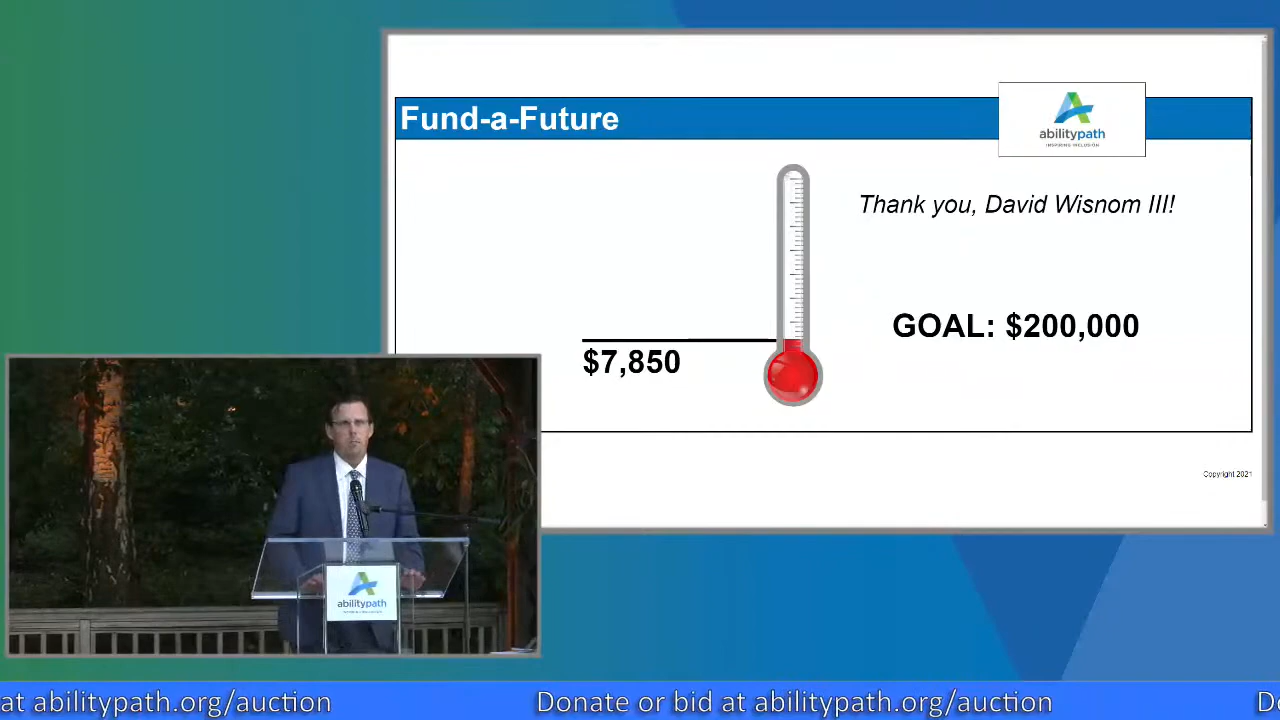 Fund-a-Future
abilitypath
INSPIRING INCLUSION
Thank you, David Wisnom III!
GOAL: $200,000
$7,850
Copyright 2021
abilitypath
at abilitypath.org/auction
Donate or bid at abilitypath.org/auction